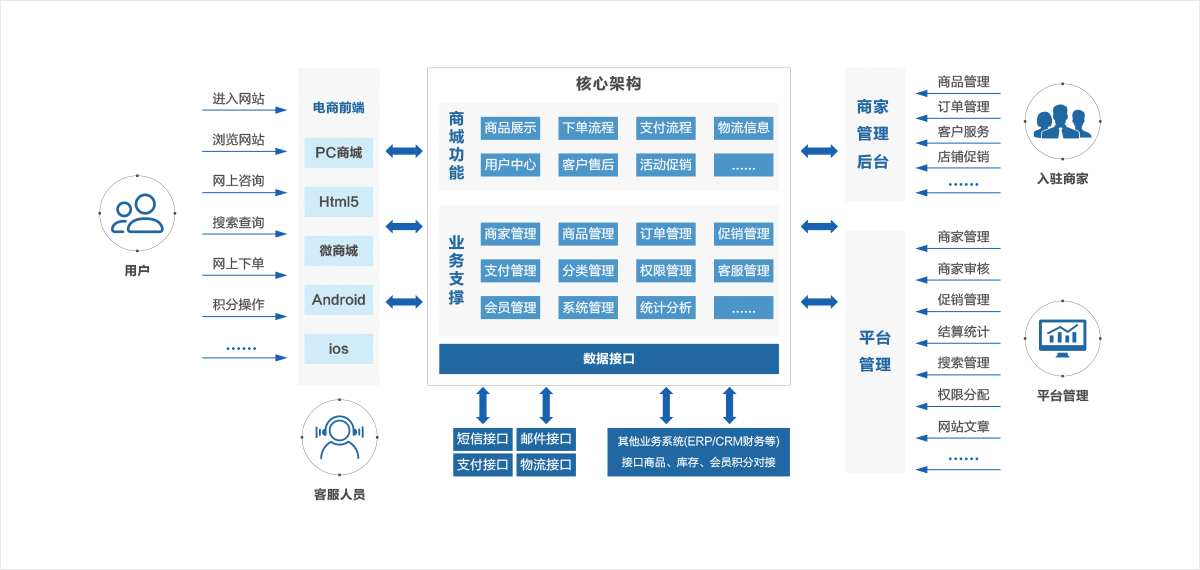 用户
进入网站
浏览网站
网上咨询
搜索查询
网上下单
积分操作
......
电商前端
PC商城
Html5
微商城
Android
ios
客服人员
核心架构
商城功能
商品展示 下单流程 支付流程 物流信息
用户中心 客户售后 活动促销 ......
业务支撑
商家管理 商品管理 订单管理 促销管理
支付管理 分类管理 权限管理 客服管理
会员管理 系统管理 统计分析 ......
数据接口
短信接口 邮件接口
支付接口 物流接口
其他业务系统(ERP/CRM财务等)
接口商品、库存、会员积分对接
商家
管理
后台
商品管理
订单管理
客户服务
店铺促销
......
入驻商家
平台
管理
商家管理
商家审核
促销管理
结算统计
搜索管理
权限分配
网站文章
......
平台管理